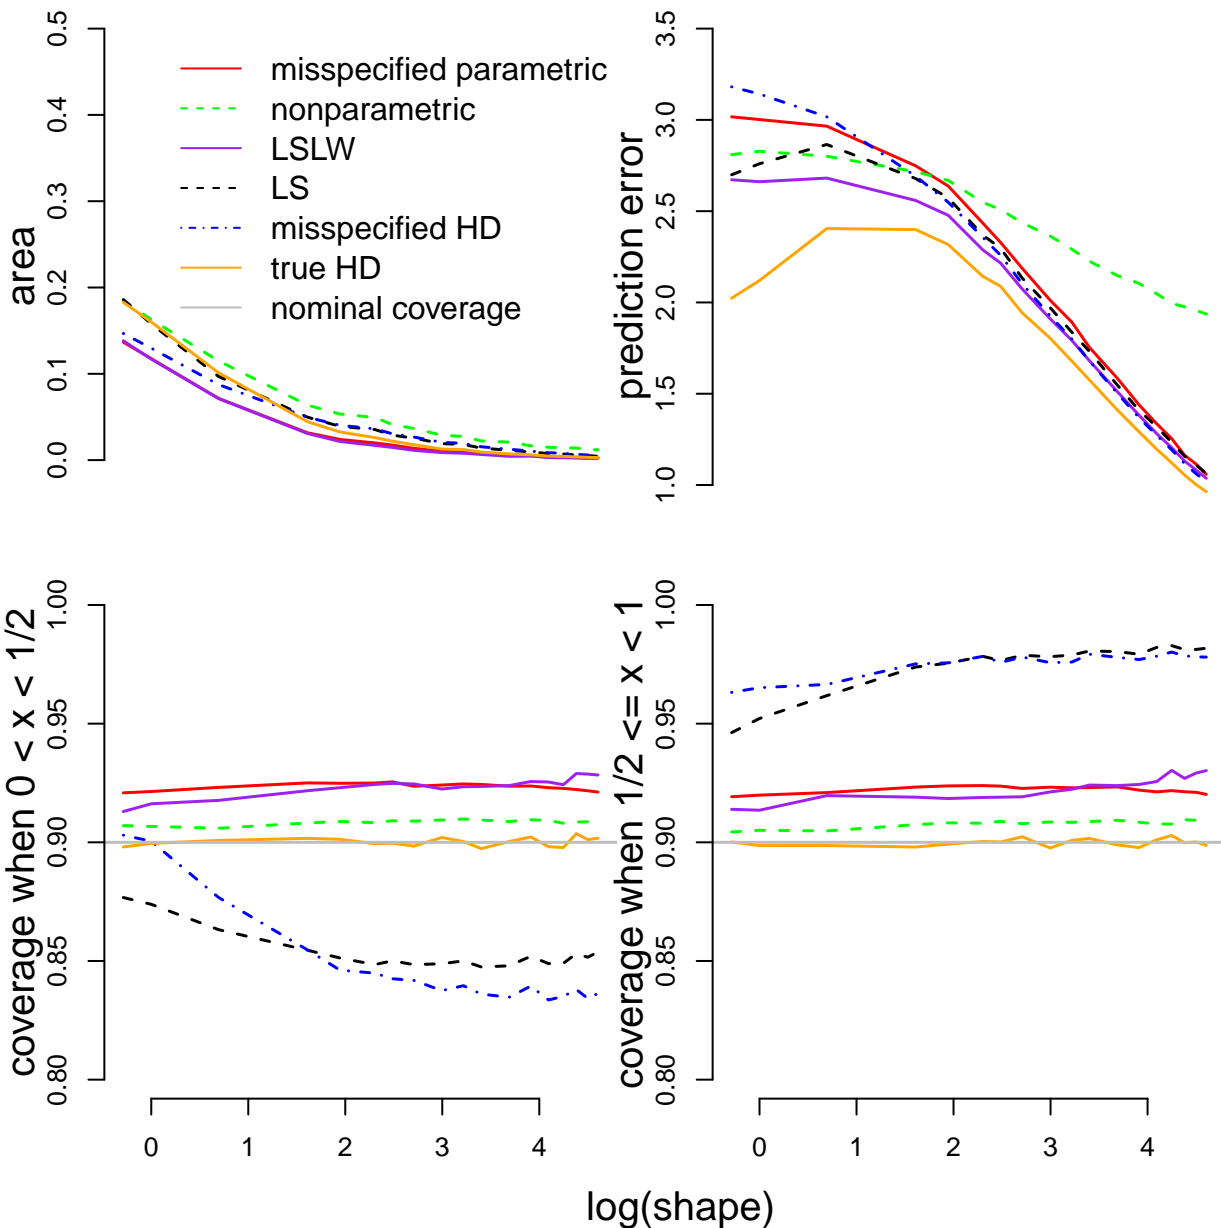 area
0.0
0.1
0.2
0.3
0.4
0.5
misspecified parametric
nonparametric
LSLW
LS
misspecified HD
true HD
nominal coverage
prediction error
1.0
1.5
2.0
2.5
3.0
3.5
coverage when 0 < x < 1/2
0.80
0.85
0.90
0.95
1.00
0 1 2 3 4
coverage when 1/2 <= x < 1
0.80
0.85
0.90
0.95
1.00
0 1 2 3 4
log(shape)